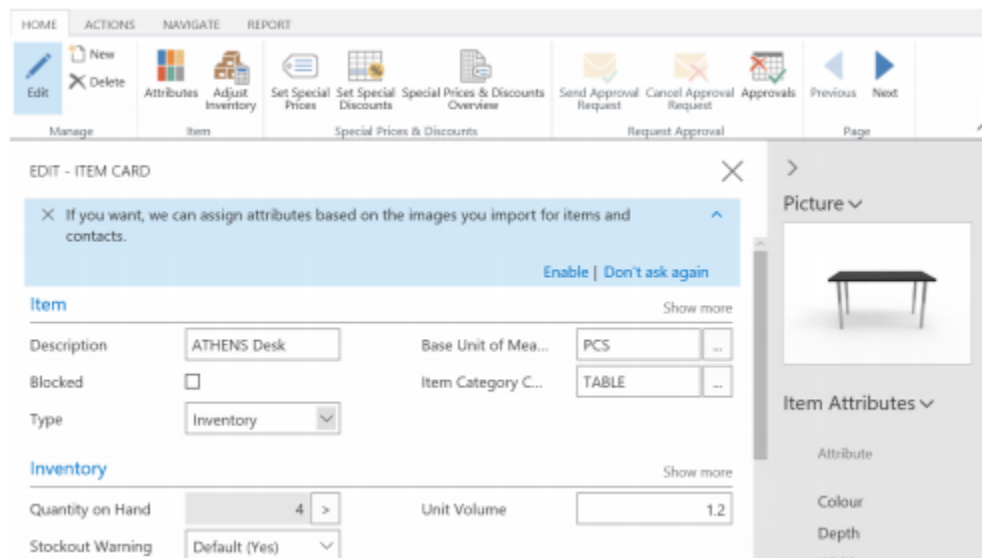 HOME ACTIONS NAVIGATE REPORT
New
Delete
Edit
Attributes Adjust Inventory
Set Special Prices Set Special Discounts Special Prices & Discounts Overview
Send Approval Request Cancel Approval Request Approvals
Previous Next
Manage Item Special Prices & Discounts Request Approval Page
EDIT - ITEM CARD
If you want, we can assign attributes based on the images you import for items and
contacts.
Enable | Don't ask again
Item Show more
Description ATHENS Desk Base Unit of Mea... PCS ...
Blocked Item Category C... TABLE ...
Type Inventory
Inventory Show more
Quantity on Hand 4 > Unit Volume 1.2
Stockout Warning Default (Yes)
Picture
Item Attributes
Attribute
Colour
Depth